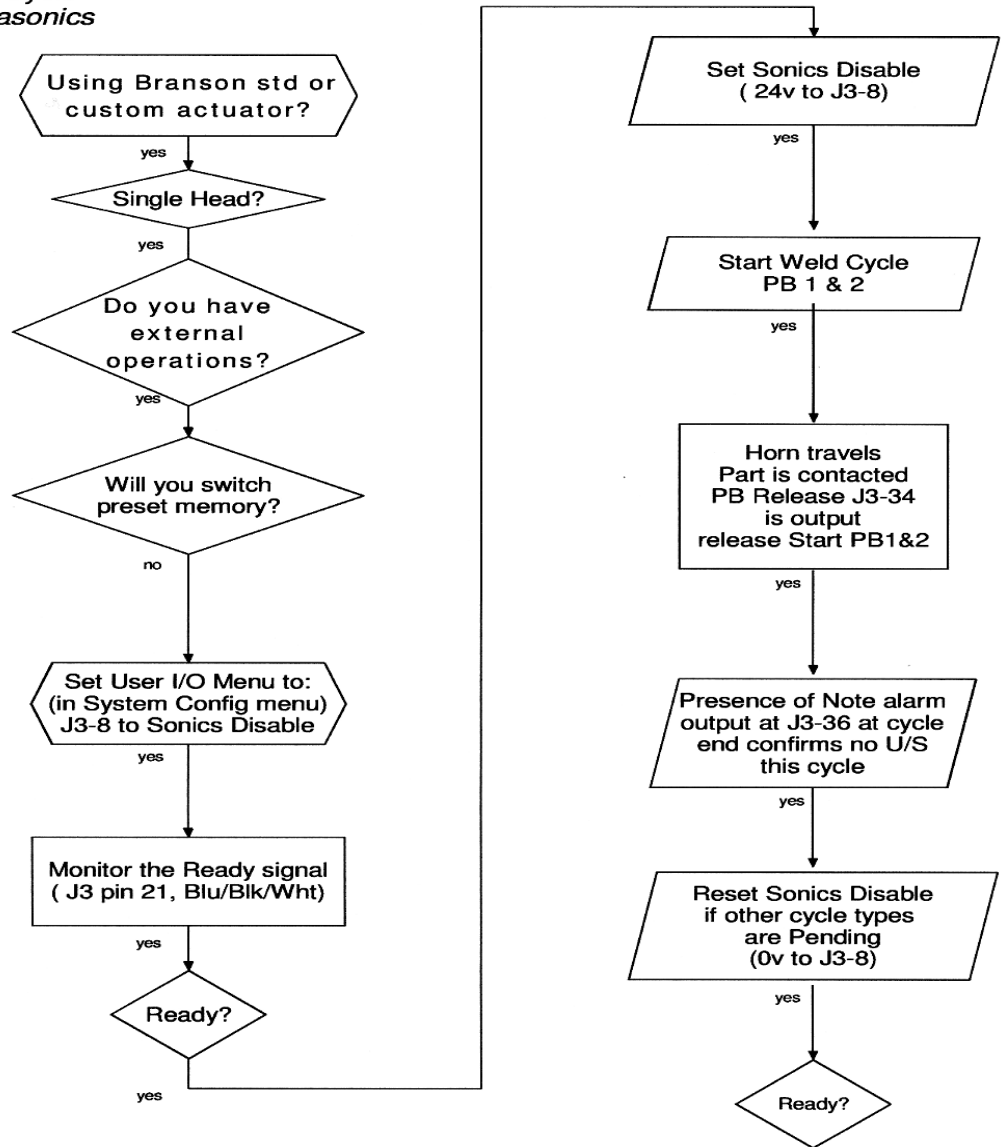 asonics
Using Branson std or
custom actuator?
yes
Single Head?
yes
Do you have
external
operations?
yes
Will you switch
preset memory?
no
Set User I/O Menu to:
(in System Config menu)
J3-8 to Sonics Disable
yes
Monitor the Ready signal
( J3 pin 21, Blu/Blk/Wht)
yes
Ready?
yes
Set Sonics Disable
( 24v to J3-8)
yes
Start Weld Cycle
PB 1 & 2
yes
Horn travels
Part is contacted
PB Release J3-34
is output
release Start PB1&2
yes
Presence of Note alarm
output at J3-36 at cycle
end confirms no U/S
this cycle
yes
Reset Sonics Disable
if other cycle types
are Pending
(0v to J3-8)
yes
Ready?